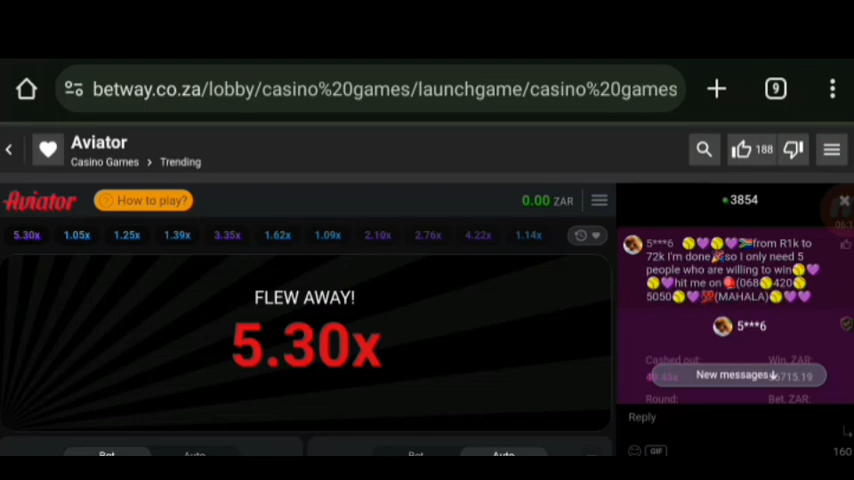 betway.co.za/lobby/casino%20games/launchgame/casino%20games
9
Aviator
Casino Games > Trending
188
Aviator
How to play?
0.00 ZAR
3854
5.30x 1.05x 1.25x 1.39x 3.35x 1.62x 1.09x 2.10x 2.76x 4.22x 1.14x
FLEW AWAY!
5.30x
5***6 from R1k to
72k I'm done so I only need 5
people who are willing to win
hit me on (068 420
5050 (MAHALA)
5***6
Cashed out: Win, ZAR:
New messages
Round: Bet, ZAR:
Reply
GIF
160
Bet Auto
Bet Auto